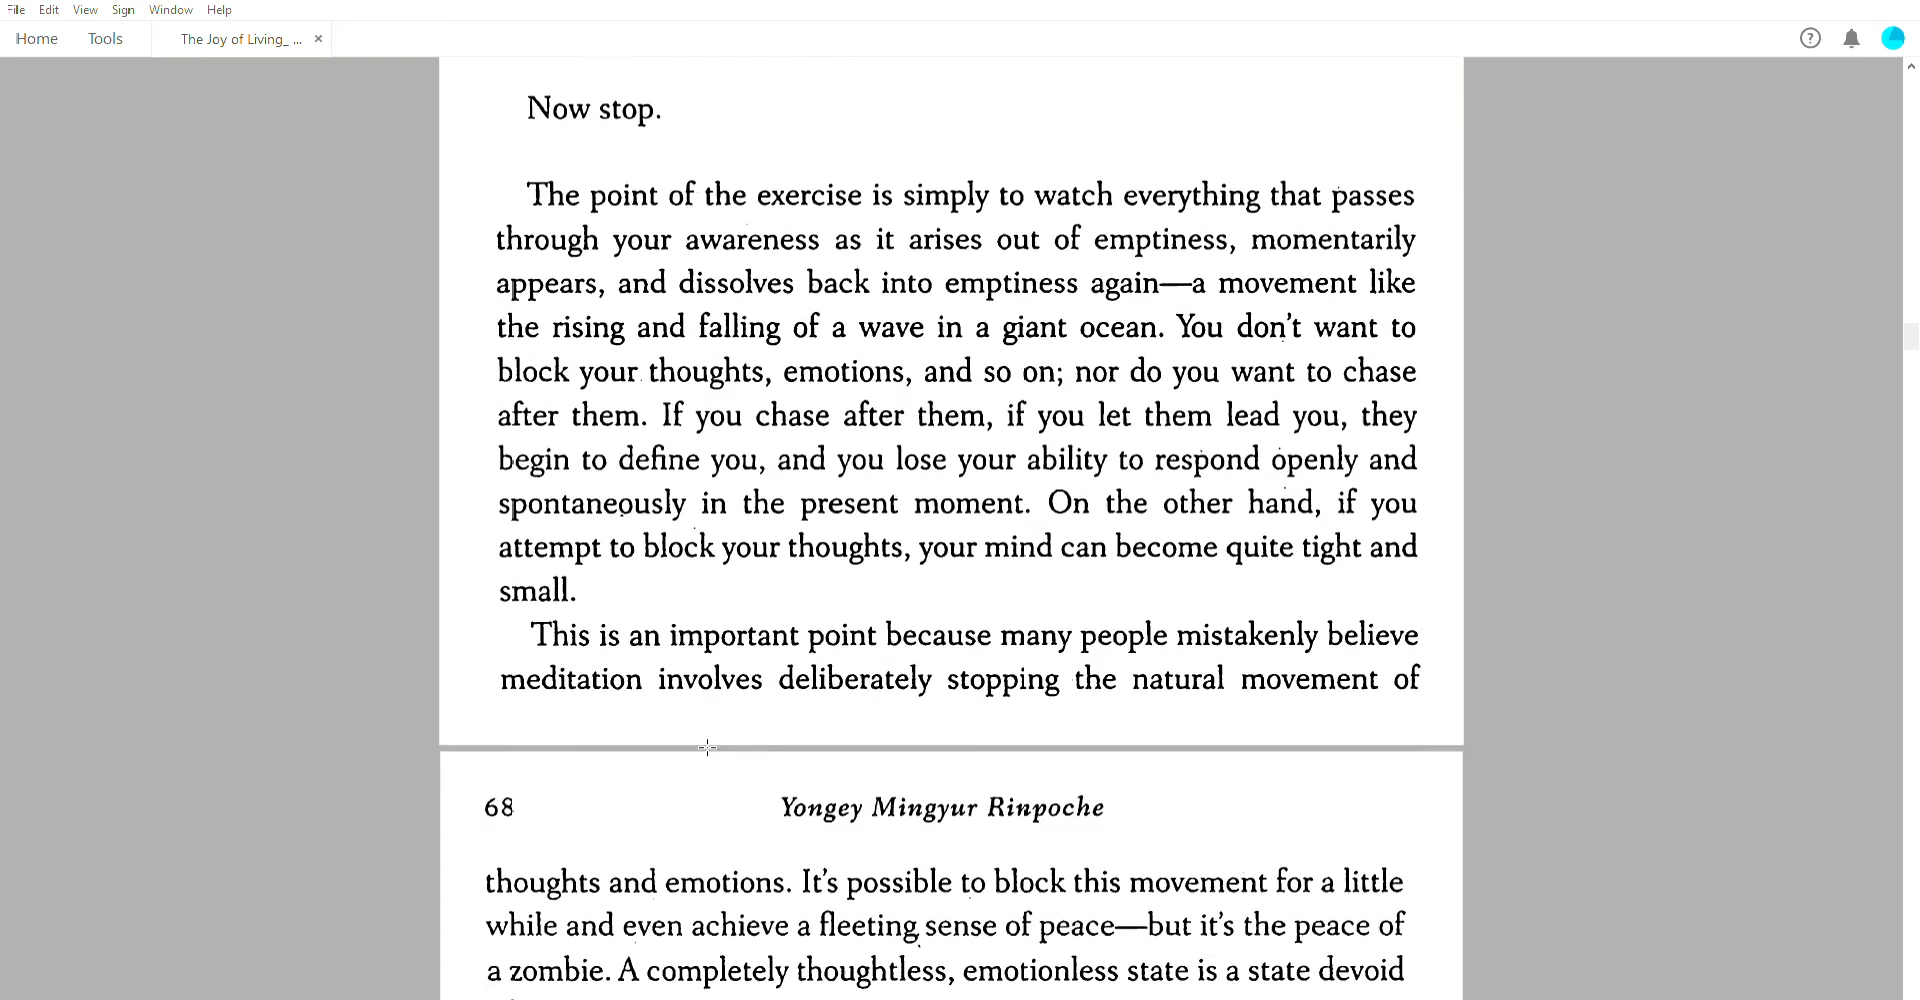 File Edit View Sign Window Help
Home Tools The Joy of Living_ ...
Now stop.
The point of the exercise is simply to watch everything that passes
through your awareness as it arises out of emptiness, momentarily
appears, and dissolves back into emptiness again—a movement like
the rising and falling of a wave in a giant ocean. You don't want to
block your thoughts, emotions, and so on; nor do you want to chase
after them. If you chase after them, if you let them lead you, they
begin to define you, and you lose your ability to respond openly and
spontaneously in the present moment. On the other hand, if you
attempt to block your thoughts, your mind can become quite tight and
small.
This is an important point because many people mistakenly believe
meditation involves deliberately stopping the natural movement of
68 Yongey Mingyur Rinpoche
thoughts and emotions. It's possible to block this movement for a little
while and even achieve a fleeting sense of peace—but it's the peace of
a zombie. A completely thoughtless, emotionless state is a state devoid